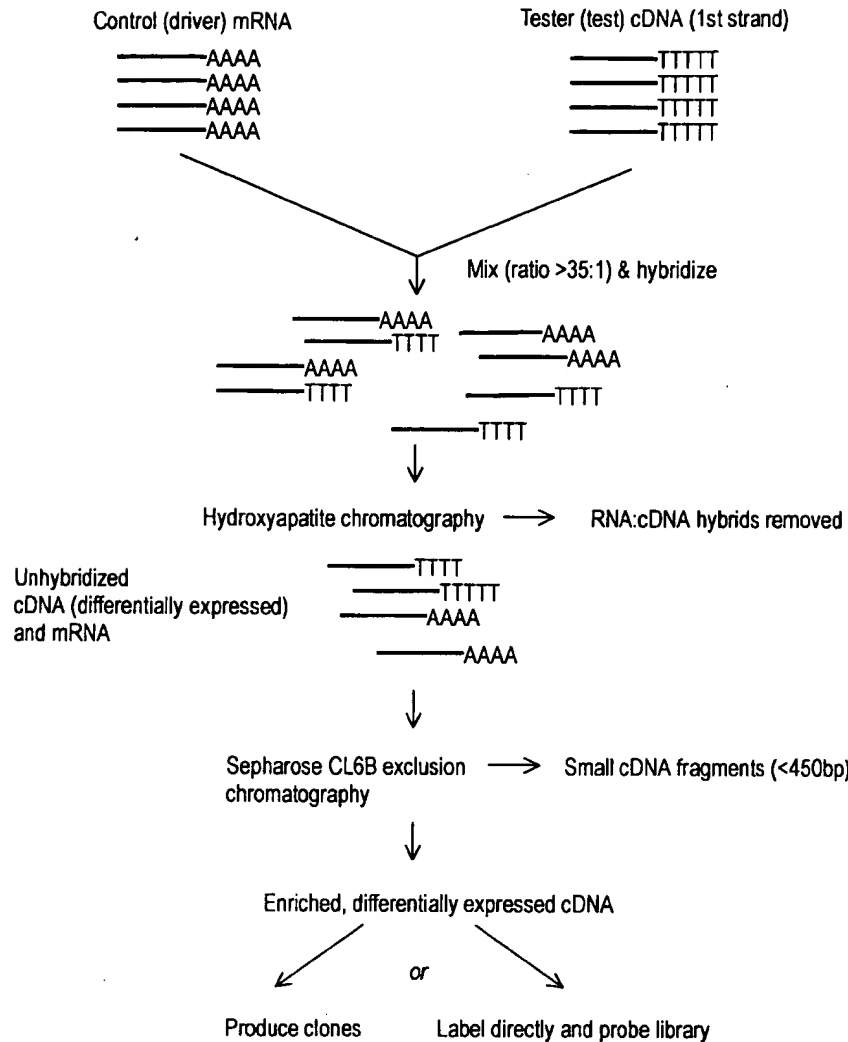 Control (driver) mRNA
Tester (test) cDNA (1st strand)
AAAA
TTTTT
AAAA
TTTTT
AAAA
TTTTT
AAAA
TTTTT
Mix (ratio >35:1) & hybridize
AAAA
AAAA
TTTT
AAAA
AAAA
TTTT
TTTT
TTTT
Hydroxyapatite chromatography
RNA:cDNA hybrids removed
Unhybridized
cDNA (differentially expressed)
and mRNA
TTTT
TTTTT
AAAA
AAAA
Sepharose CL6B exclusion
chromatography
Small cDNA fragments (<450bp)
Enriched, differentially expressed cDNA
or
Produce clones
Label directly and probe library